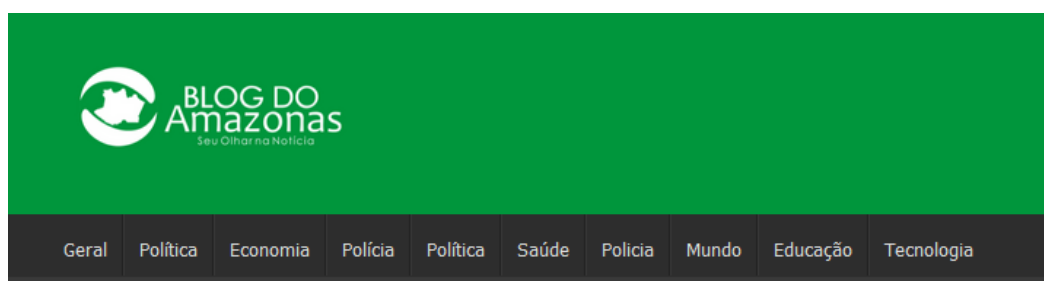 BLOG DO
Amazonas
Seu Olhar na Notícia
Geral Política Economia Polícia Política Saúde Policia Mundo Educação Tecnologia